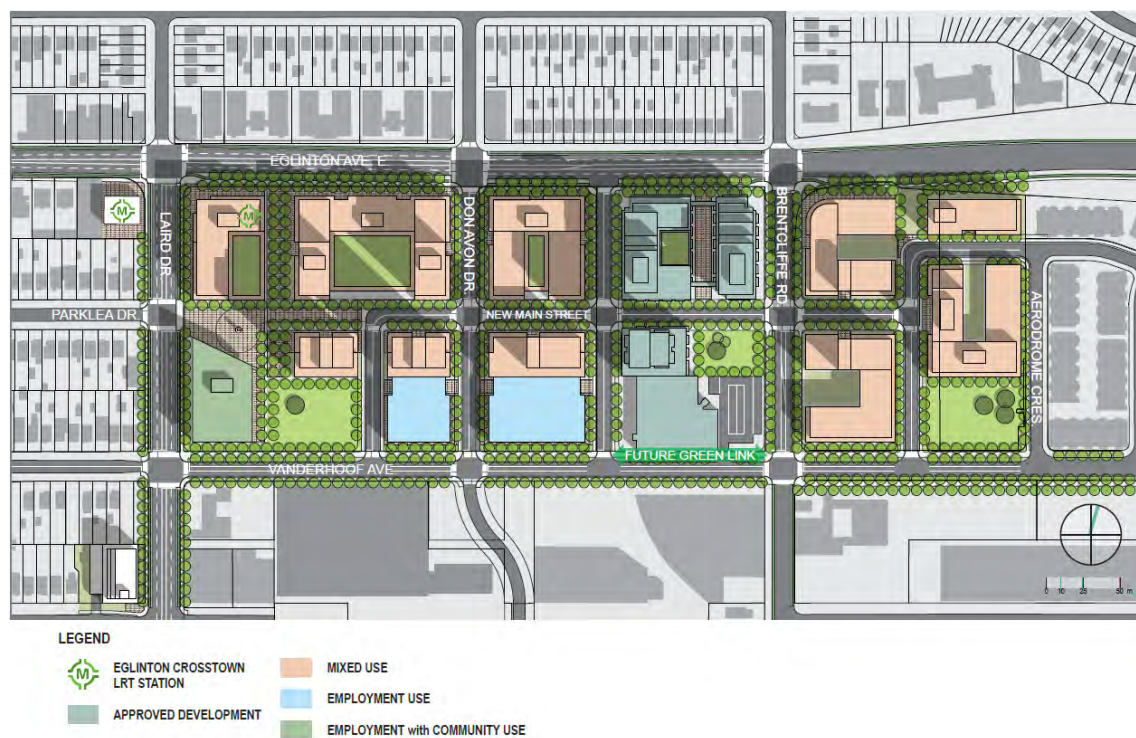 EGLINTON AVE. E
LAIRD DR
DON AVON DR
BRENTCLIFFE RD
M
M
PARKLEA DR
NEW MAIN STREET
AERODROME CRES
FUTURE GREEN LINK
VANDERHOOF AVE
0 10 25 50 m
LEGEND
M
EGLINTON CROSSTOWN
LRT STATION
APPROVED DEVELOPMENT
MIXED USE
EMPLOYMENT USE
EMPLOYMENT with COMMUNITY USE